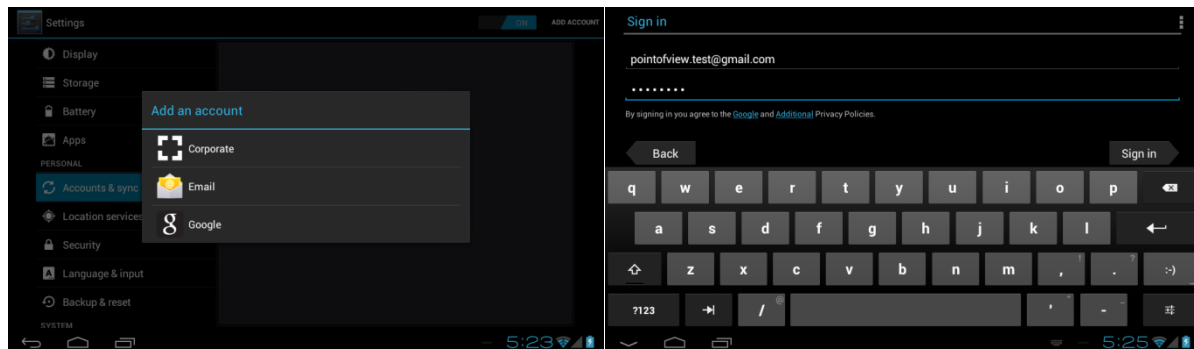 Settings
ON
ADD ACCOUNT
Display
Storage
Battery
Apps
PERSONAL
Accounts & sync
Location services
Security
Language & input
Backup & reset
SYSTEM
Add an account
Corporate
Email
Google
5:23
Sign in
pointofview.test@gmail.com
••••••••
By signing in you agree to the Google and Additional Privacy Policies.
Back
Sign in
q w e r t y u i o p
a s d f g h j k l
z x c v b n m , ! . ? :-)
?123 / @ ' " - _
5:25